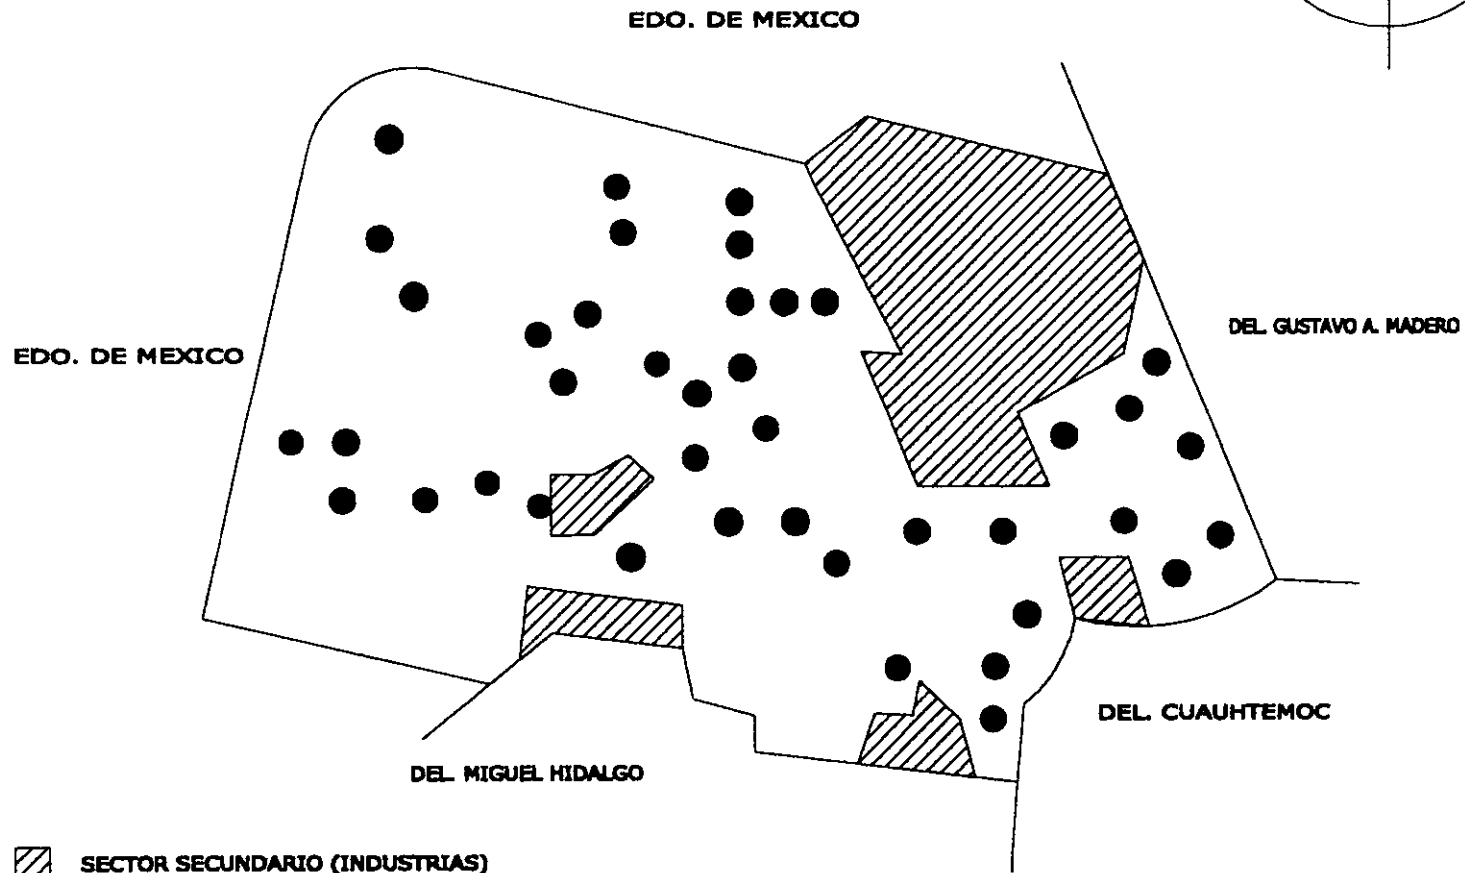 EDO. DE MEXICO
DEL. GUSTAVO A. MADERO
EDO. DE MEXICO
DEL. CUAUHTEMOC
DEL. MIGUEL HIDALGO
SECTOR SECUNDARIO (INDUSTRIAS)